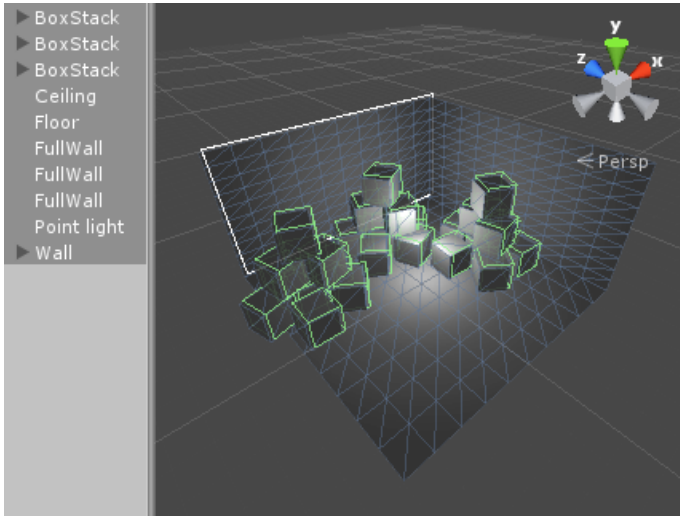 BoxStack
BoxStack
BoxStack
Ceiling
Floor
FullWall
FullWall
FullWall
Point light
Wall
y
z
x
Persp